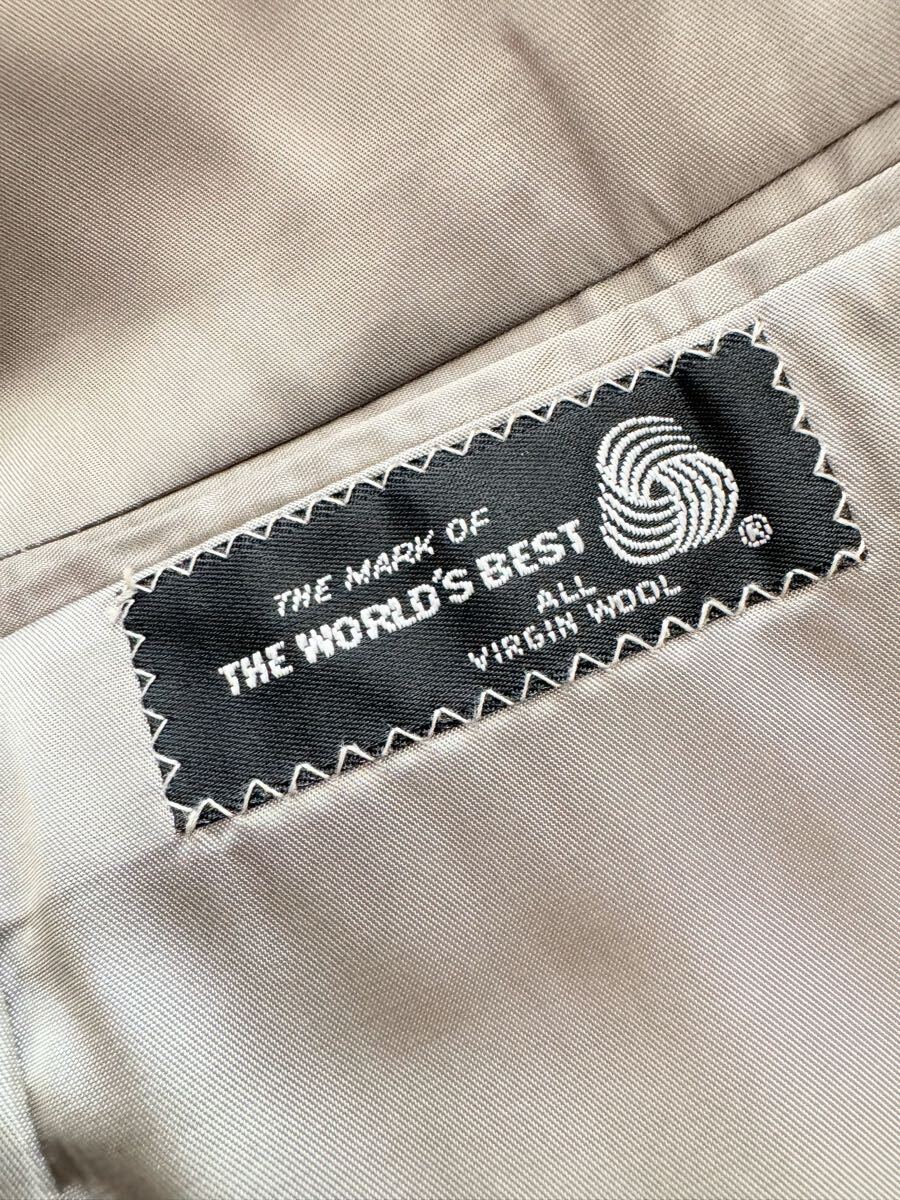 THE MARK OF
THE WORLD'S BEST
ALL
VIRGIN WOOL
®